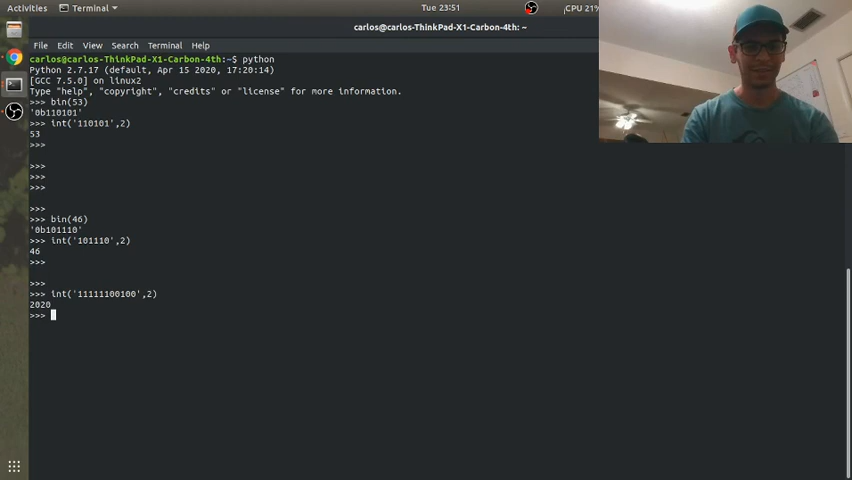 Activities Terminal Tue 23:51 CPU 21%
carlos@carlos-ThinkPad-X1-Carbon-4th: ~
File Edit View Search Terminal Help
carlos@carlos-ThinkPad-X1-Carbon-4th:~$ python
Python 2.7.17 (default, Apr 15 2020, 17:20:14)
[GCC 7.5.0] on linux2
Type "help", "copyright", "credits" or "license" for more information.
>>> bin(53)
'0b110101'
>>> int('110101',2)
53
>>>
>>>
>>>
>>>
>>>
>>> bin(46)
'0b101110'
>>> int('101110',2)
46
>>>
>>>
>>> int('11111100100',2)
2020
>>>